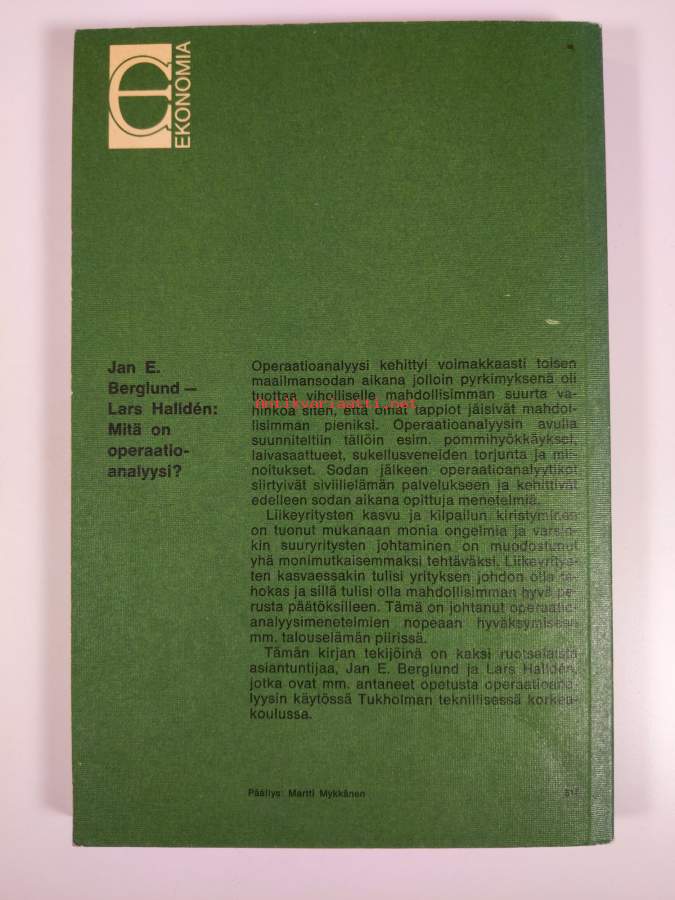 EKONOMIA
Jan E.
Berglund —
Lars Halldén:
Mitä on
operaatio-
analyysi?
Operaatioanalyysi kehittyi voimakkaasti toisen
maailmansodan aikana jolloin pyrkimyksenä oli
tuottaa viholliselle mahdollisimman suurta va-
hinkoa siten, että omat tappiot jäisivät mahdol-
lisimman pieniksi. Operaatioanalyysin avulla
suunniteltiin tällöin esim. pommihyökkäykset,
laivasaattueet, sukellusveneiden torjunta ja mii-
noitukset. Sodan jälkeen operaatioanalyytikot
siirtyivät siviilielämän palvelukseen ja kehittivät
edelleen sodan aikana opittuja menetelmiä.
Liikeyritysten kasvu ja kilpailun kiristyminen
on tuonut mukanaan monia ongelmia ja varsin-
kin suuryritysten johtaminen on muodostunut
yhä monimutkaisemmaksi tehtäväksi. Liikeyritys-
ten kasvaessakin tulisi yrityksen johdon olla te-
hokas ja sillä tulisi olla mahdollisimman hyvä pe-
rusta päätöksilleen. Tämä on johtanut operaatio-
analyysimenetelmien nopeaan hyväksymiseen
mm. talouselämän piirissä.
Tämän kirjan tekijöinä on kaksi ruotsalaista
asiantuntijaa, Jan E. Berglund ja Lars Halldén,
jotka ovat mm. antaneet opetusta operaatioana-
lyysin käytössä Tukholman teknillisessä korkea-
koulussa.
antikvariaatti.net
Päällys: Martti Mykkänen